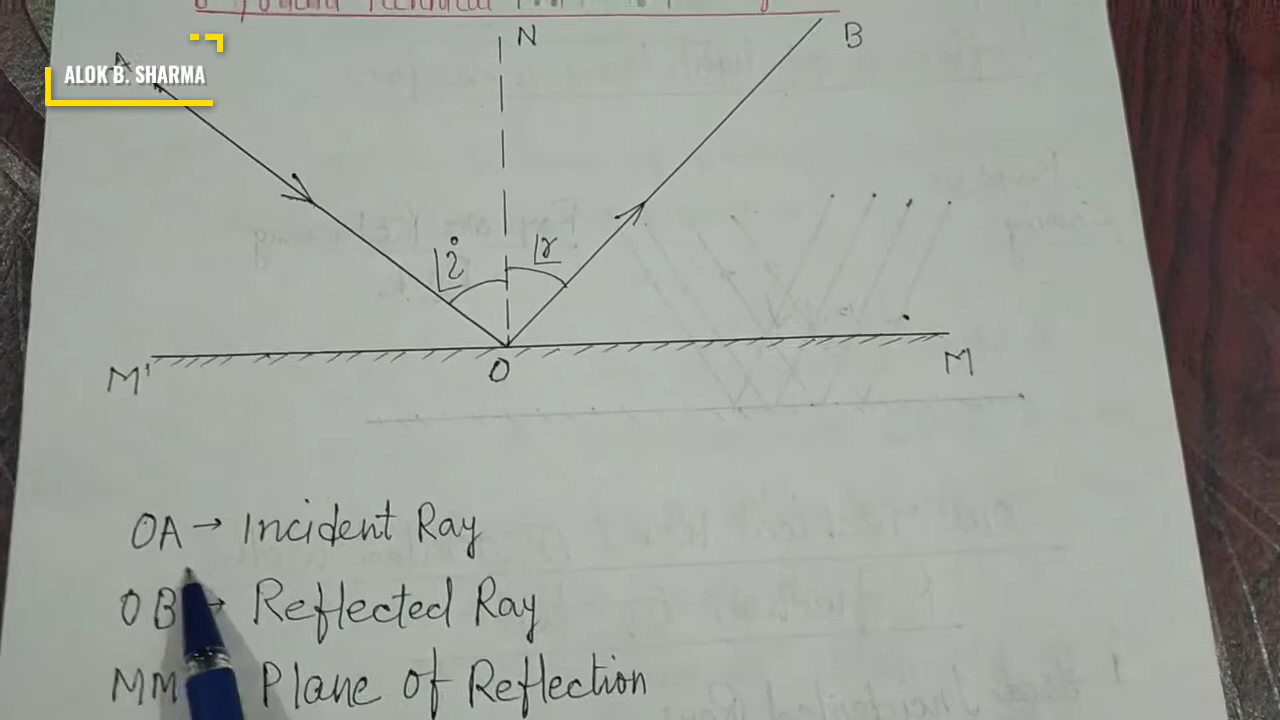 N
B
A
ALOK B. SHARMA
∠i
∠r
M'
O
M
OA → Incident Ray
OB → Reflected Ray
MM Plane of Reflection